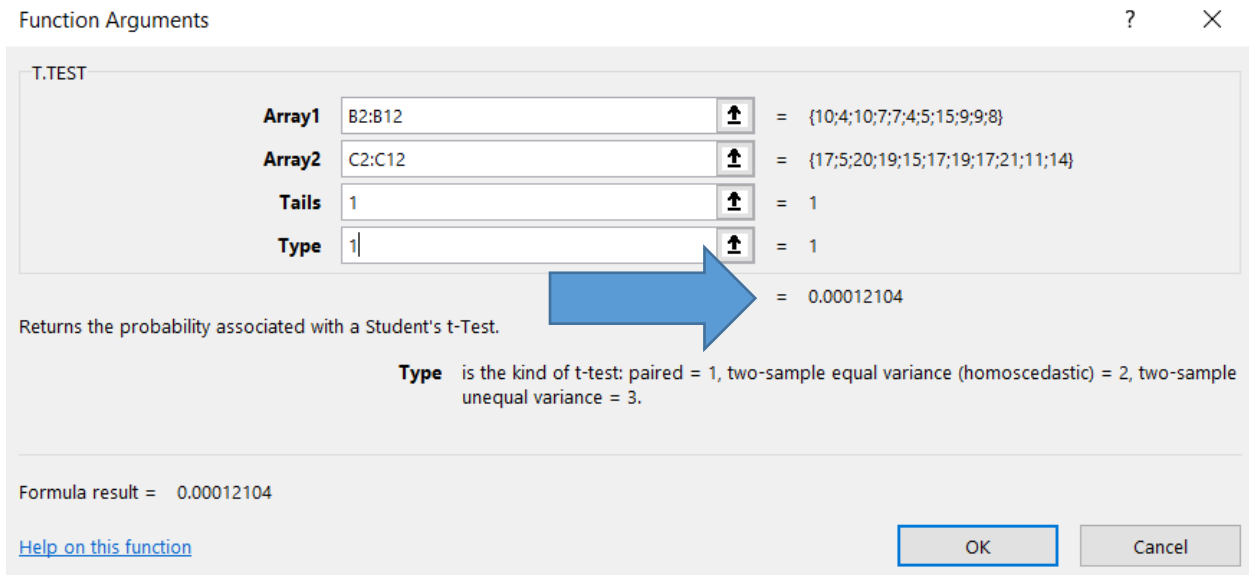 Function Arguments ? ×
T.TEST
Array1 B2:B12 = {10;4;10;7;7;4;5;15;9;9;8}
Array2 C2:C12 = {17;5;20;19;15;17;19;17;21;11;14}
Tails 1 = 1
Type 1 = 1
= 0.00012104
Returns the probability associated with a Student's t-Test.
Type is the kind of t-test: paired = 1, two-sample equal variance (homoscedastic) = 2, two-sample
unequal variance = 3.
Formula result = 0.00012104
Help on this function OK Cancel